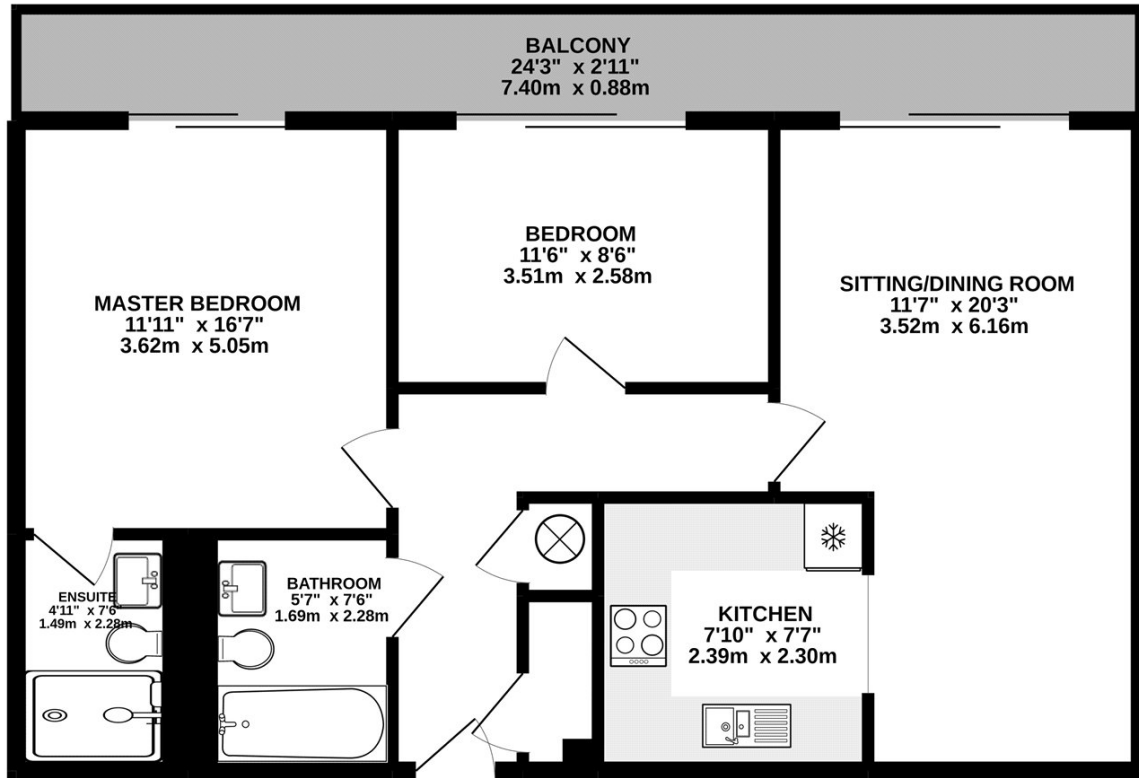 BALCONY
24'3" x 2'11"
7.40m x 0.88m
BEDROOM
11'6" x 8'6"
3.51m x 2.58m
SITTING/DINING ROOM
11'7" x 20'3"
3.52m x 6.16m
MASTER BEDROOM
11'11" x 16'7"
3.62m x 5.05m
ENSUITE
4'11" x 7'6"
1.49m x 2.28m
BATHROOM
5'7" x 7'6"
1.69m x 2.28m
KITCHEN
7'10" x 7'7"
2.39m x 2.30m